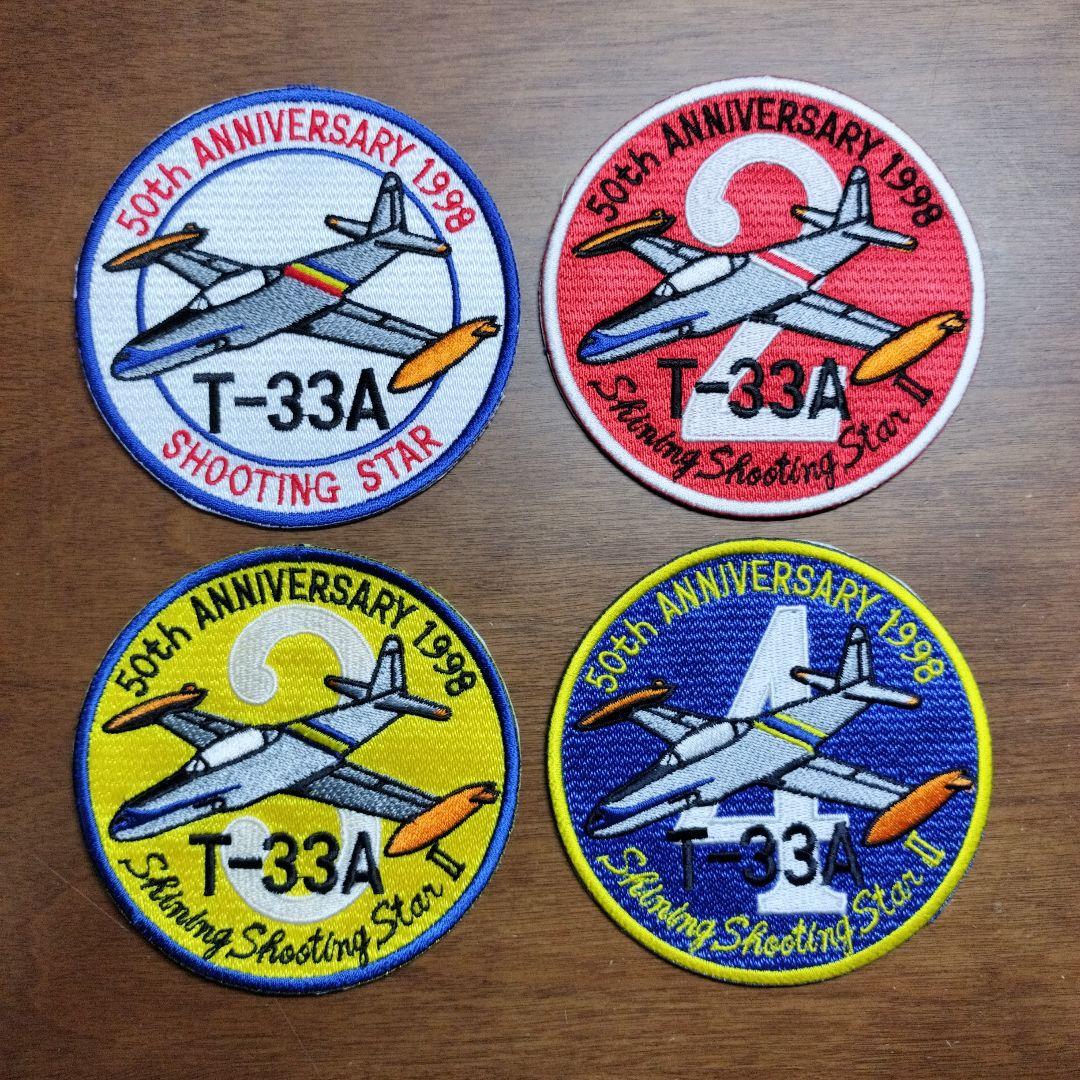 50th ANNIVERSARY 1998
T-33A
SHOOTING STAR
50th ANNIVERSARY 1998
2
T-33A
Shining Shooting Star II
50th ANNIVERSARY 1998
3
T-33A
Shining Shooting Star II
50th ANNIVERSARY 1998
4
T-33A
Shining Shooting Star II